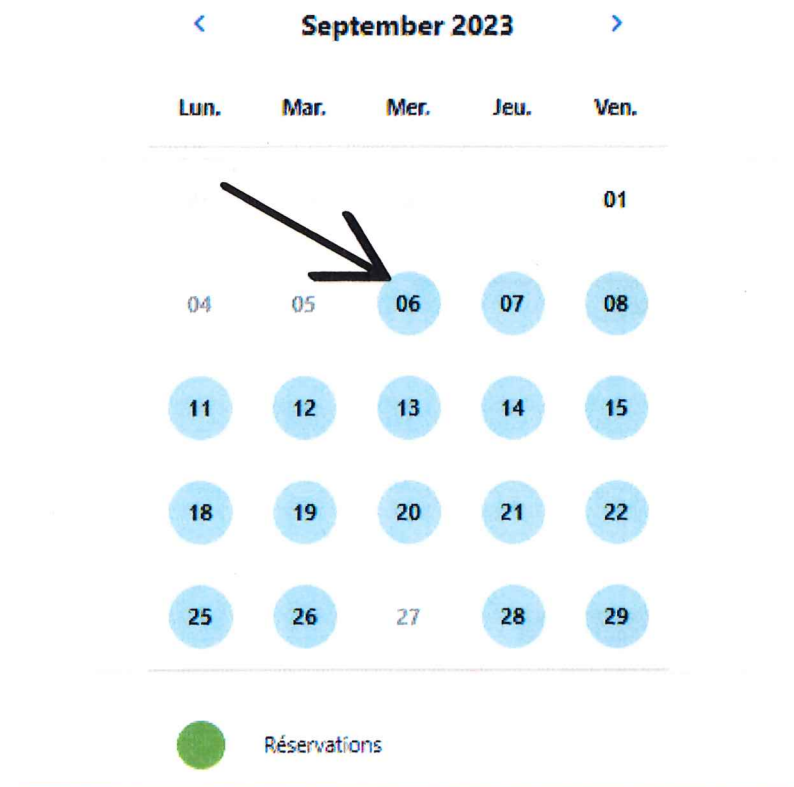 September 2023
Lun. Mar. Mer. Jeu. Ven.
01
04 05 06 07 08
11 12 13 14 15
18 19 20 21 22
25 26 27 28 29
Réservations